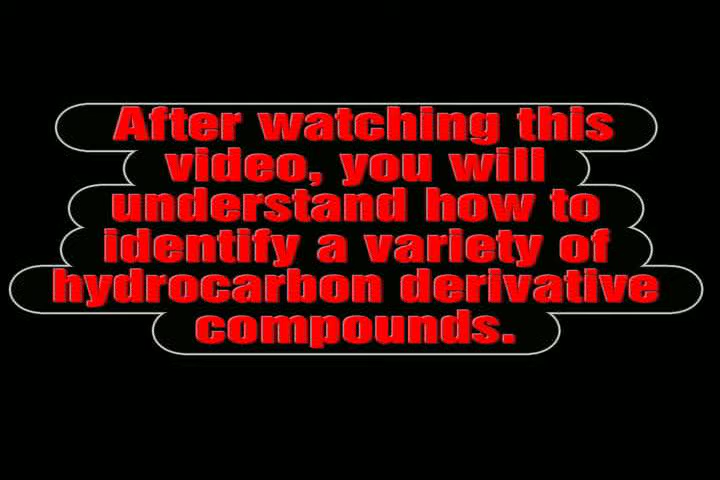 After watching this
video, you will
understand how to
identify a variety of
hydrocarbon derivative
compounds.